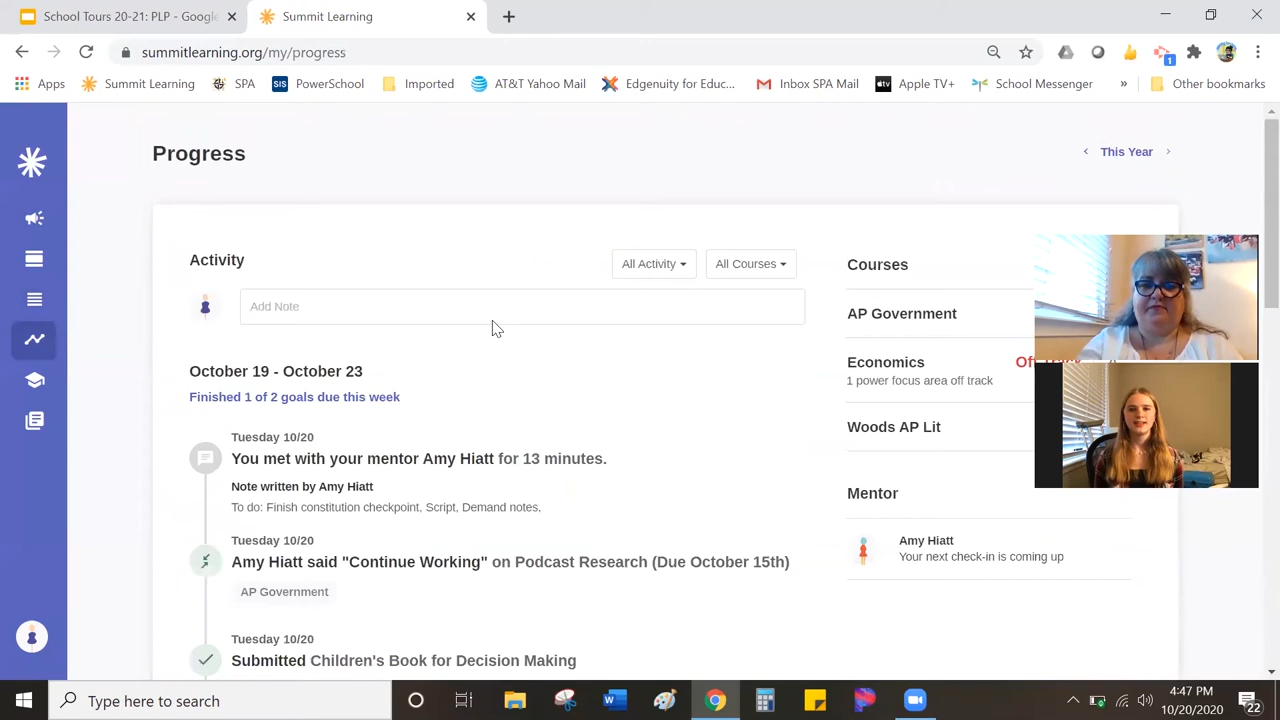 School Tours 20-21: PLP - Google
Summit Learning
summitlearning.org/my/progress
1
Apps
Summit Learning
SPA
SIS
PowerSchool
Imported
AT&T Yahoo Mail
Edgenuity for Educ...
Inbox SPA Mail
tv
Apple TV+
School Messenger
»
Other bookmarks
Progress
This Year
Activity
All Activity
All Courses
Courses
Add Note
AP Government
October 19 - October 23
Economics
1 power focus area off track
Finished 1 of 2 goals due this week
Woods AP Lit
Tuesday 10/20
You met with your mentor Amy Hiatt for 13 minutes.
Note written by Amy Hiatt
To do: Finish constitution checkpoint, Script, Demand notes,
Mentor
Amy Hiatt
Your next check-in is coming up
Tuesday 10/20
Amy Hiatt said "Continue Working" on Podcast Research (Due October 15th)
AP Government
Tuesday 10/20
Submitted Children's Book for Decision Making
Type here to search
W
4:47 PM
10/20/2020
22